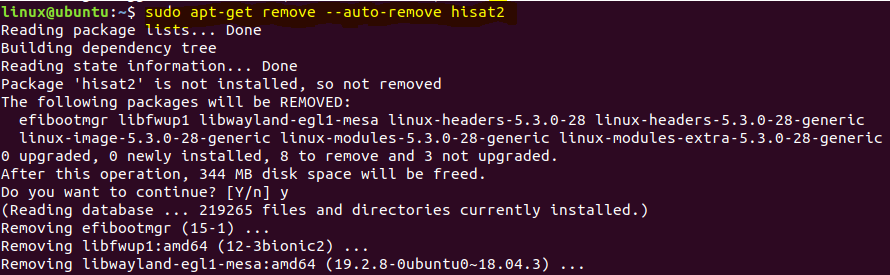 linux@ubuntu:~$ sudo apt-get remove --auto-remove hisat2
Reading package lists... Done
Building dependency tree
Reading state information... Done
Package 'hisat2' is not installed, so not removed
The following packages will be REMOVED:
  efibootmgr libfwup1 libwayland-egl1-mesa linux-headers-5.3.0-28 linux-headers-5.3.0-28-generic
  linux-image-5.3.0-28-generic linux-modules-5.3.0-28-generic linux-modules-extra-5.3.0-28-generic
0 upgraded, 0 newly installed, 8 to remove and 3 not upgraded.
After this operation, 344 MB disk space will be freed.
Do you want to continue? [Y/n] y
(Reading database ... 219265 files and directories currently installed.)
Removing efibootmgr (15-1) ...
Removing libfwup1:amd64 (12-3bionic2) ...
Removing libwayland-egl1-mesa:amd64 (19.2.8-0ubuntu0~18.04.3) ...